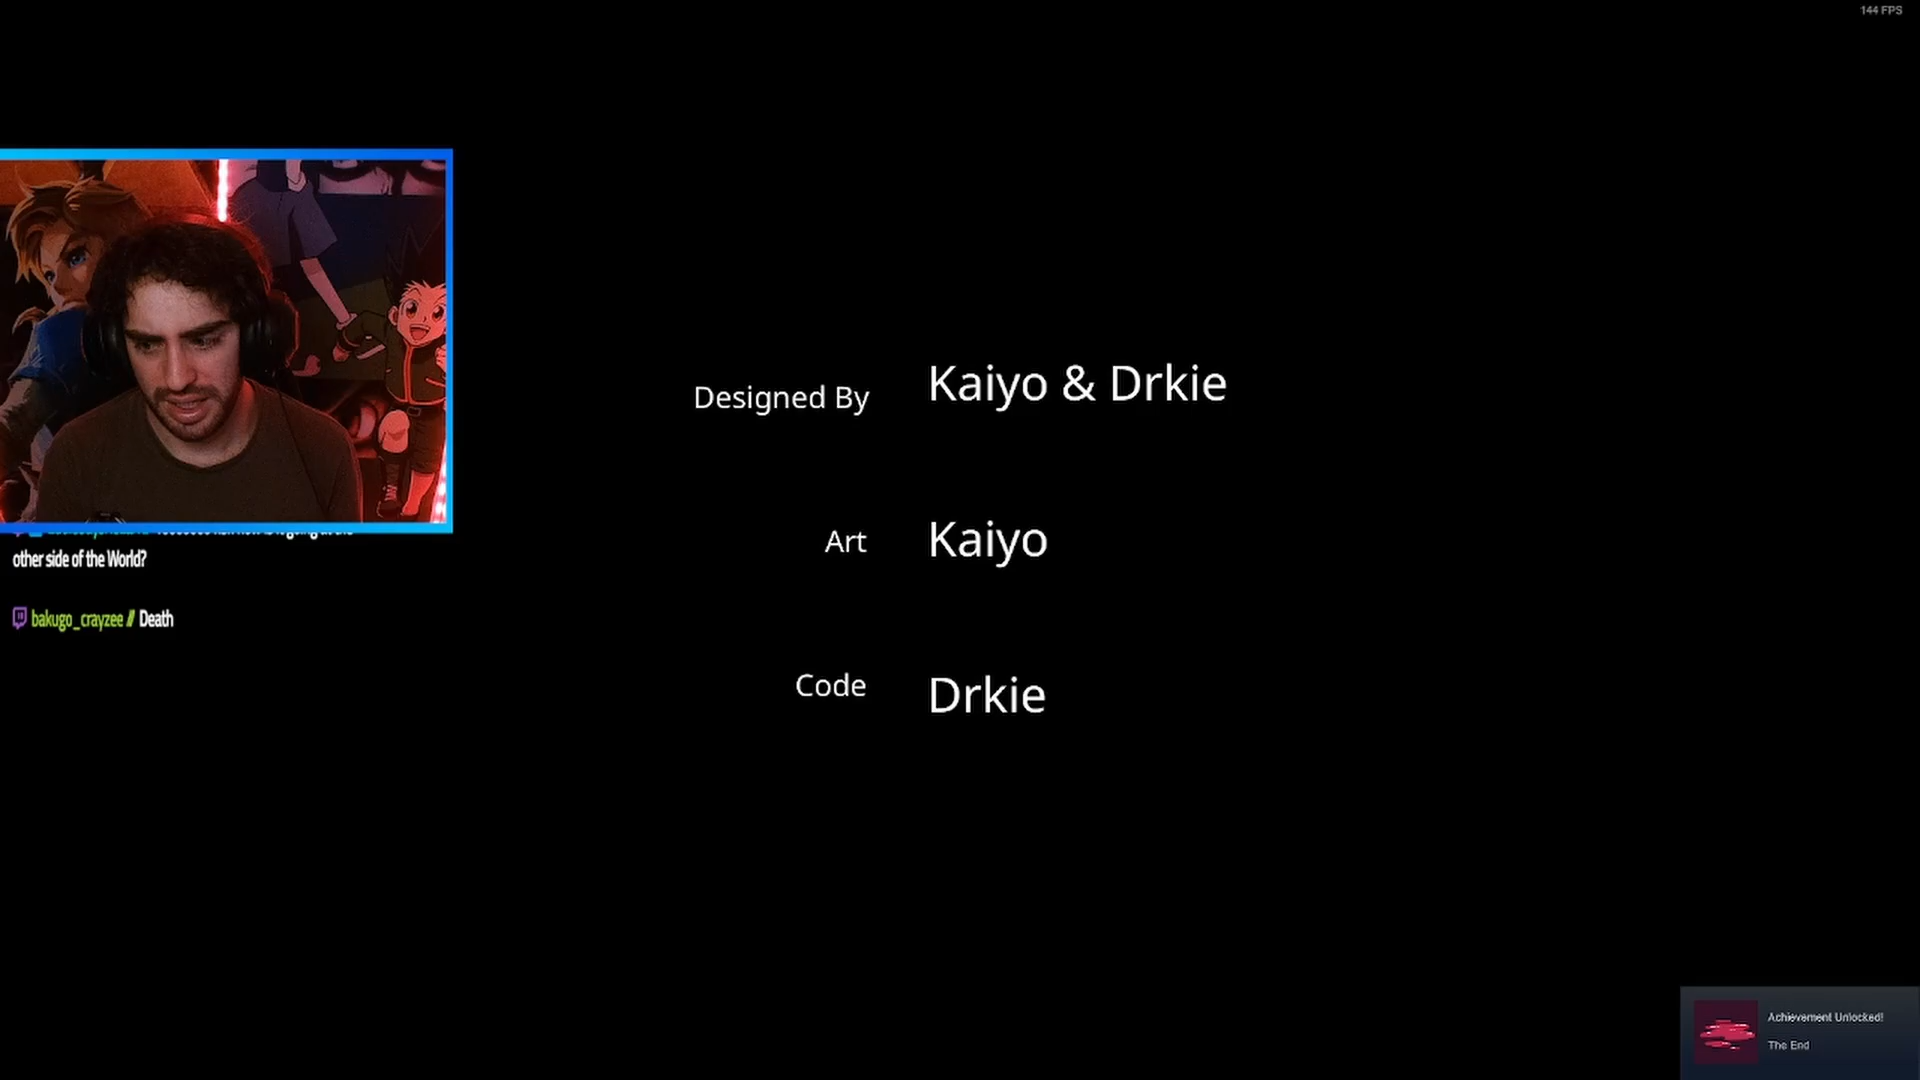 144 FPS
other side of the World?
bakugo_crayzee // Death
Designed By Kaiyo & Drkie
Art Kaiyo
Code Drkie
Achievement Unlocked!
The End